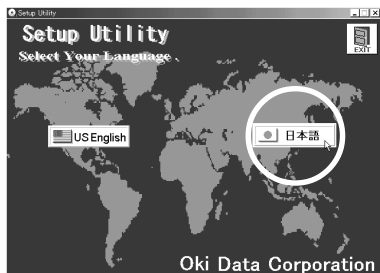 Setup Utility
Setup Utility
EXIT
Select Your Language .
US English
日本語
Oki Data Corporation